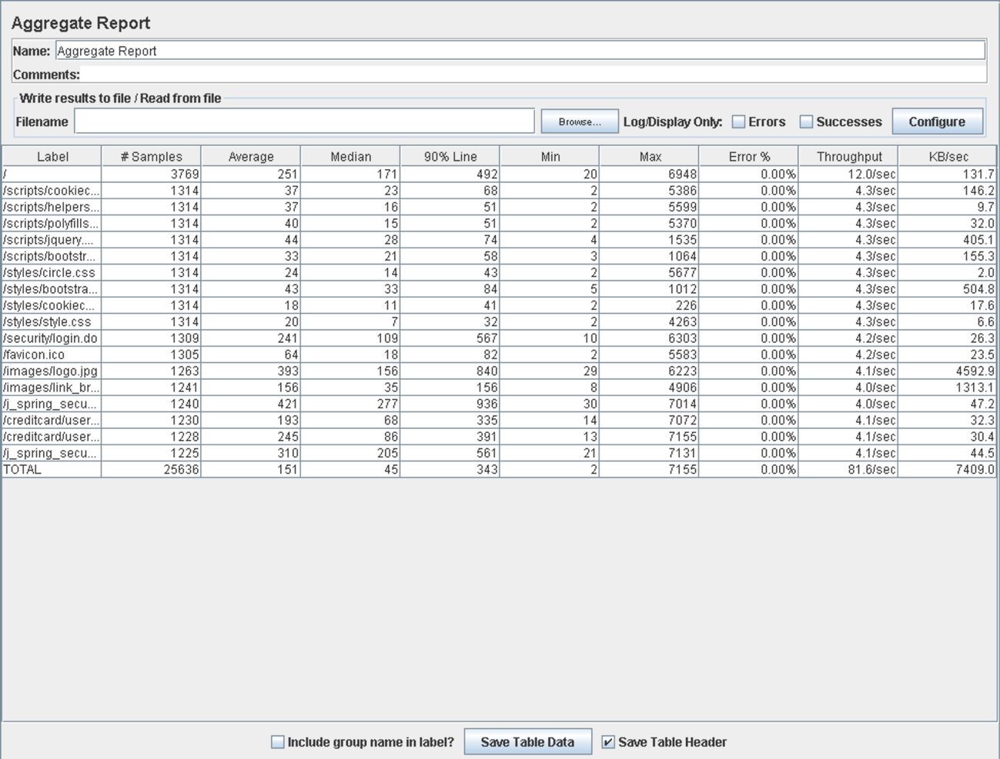 Aggregate Report
Name: Aggregate Report
Comments:
Write results to file / Read from file
Filename Browse... Log/Display Only: Errors Successes Configure
Label # Samples Average Median 90% Line Min Max Error % Throughput KB/sec
/ 3769 251 171 492 20 6948 0.00% 12.0/sec 131.7
/scripts/cookiec... 1314 37 23 68 2 5386 0.00% 4.3/sec 146.2
/scripts/helpers... 1314 37 16 51 2 5599 0.00% 4.3/sec 9.7
/scripts/polyfills... 1314 40 15 51 2 5370 0.00% 4.3/sec 32.0
/scripts/jquery.... 1314 44 28 74 4 1535 0.00% 4.3/sec 405.1
/scripts/bootstr... 1314 33 21 58 3 1064 0.00% 4.3/sec 155.3
/styles/circle.css 1314 24 14 43 2 5677 0.00% 4.3/sec 2.0
/styles/bootstra... 1314 43 33 84 5 1012 0.00% 4.3/sec 504.8
/styles/cookiec... 1314 18 11 41 2 226 0.00% 4.3/sec 17.6
/styles/style.css 1314 20 7 32 2 4263 0.00% 4.3/sec 6.6
/security/login.do 1309 241 109 567 10 6303 0.00% 4.2/sec 26.3
/favicon.ico 1305 64 18 82 2 5583 0.00% 4.2/sec 23.5
/images/logo.jpg 1263 393 156 840 29 6223 0.00% 4.1/sec 4592.9
/images/link_br... 1241 156 35 156 8 4906 0.00% 4.0/sec 1313.1
/j_spring_secu... 1240 421 277 936 30 7014 0.00% 4.0/sec 47.2
/creditcard/user... 1230 193 68 335 14 7072 0.00% 4.1/sec 32.3
/creditcard/user... 1228 245 86 391 13 7155 0.00% 4.1/sec 30.4
/j_spring_secu... 1225 310 205 561 21 7131 0.00% 4.1/sec 44.5
TOTAL 25636 151 45 343 2 7155 0.00% 81.6/sec 7409.0
Include group name in label? Save Table Data Save Table Header